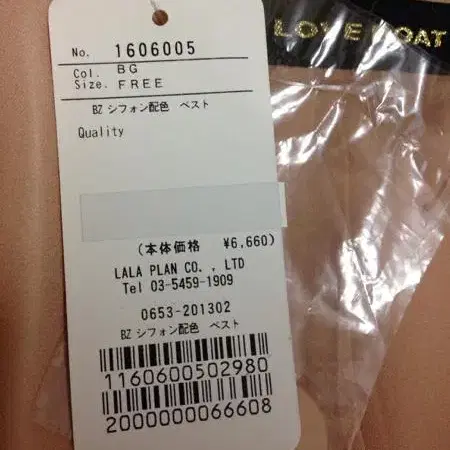 LOVE BOAT
No. 1606005
Col. BG
Size. FREE
BZ シフォン配色 ベスト
Quality
(本体価格 ¥6,660)
LALA PLAN CO., LTD
Tel 03-5459-1909
0653-201302
BZ シフォン配色 ベスト
1160600502980
2000000066608